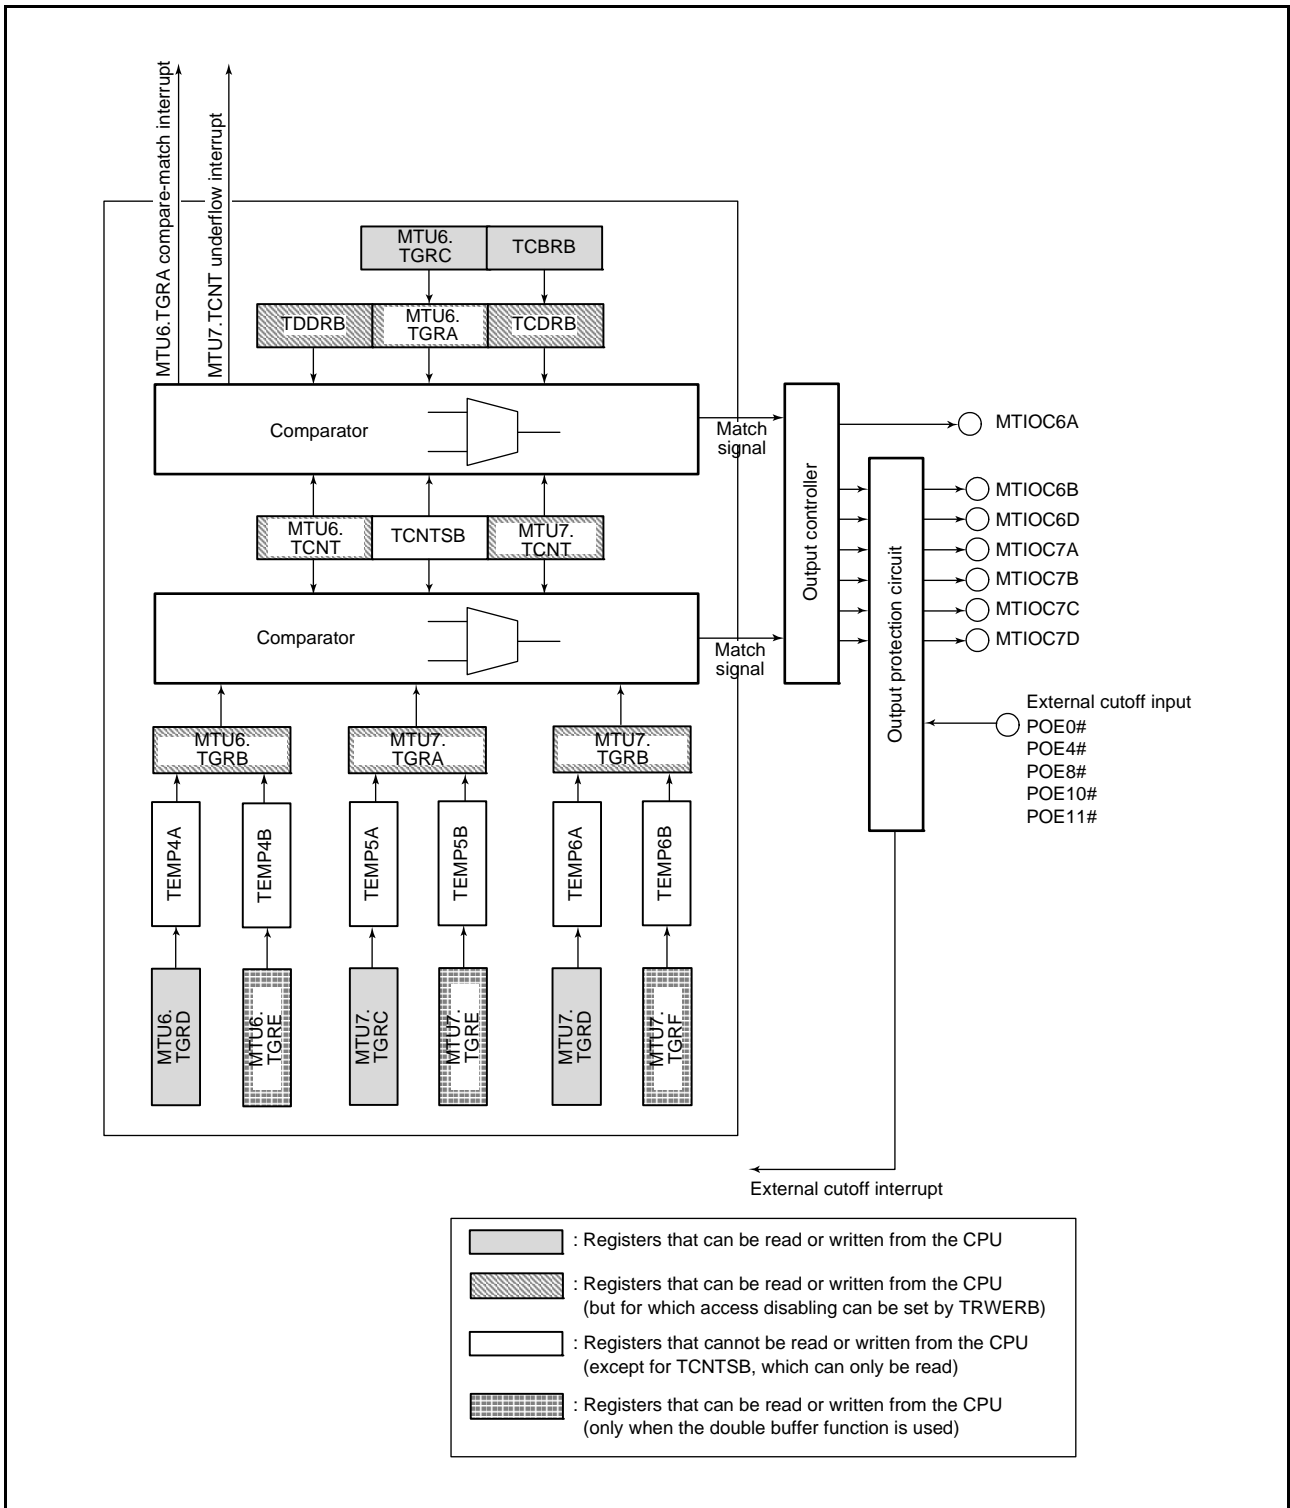 MTU6.TGRA compare-match interrupt
MTU7.TCNT underflow interrupt
MTU6.
TGRC
TCBRB
TDDRB
MTU6.
TGRA
TCDRB
Comparator
Match
signal
MTU6.
TCNT
TCNTSB
MTU7.
TCNT
Comparator
Match
signal
Output controller
Output protection circuit
MTIOC6A
MTIOC6B
MTIOC6D
MTIOC7A
MTIOC7B
MTIOC7C
MTIOC7D
External cutoff input
POE0#
POE4#
POE8#
POE10#
POE11#
MTU6.
TGRB
MTU7.
TGRA
MTU7.
TGRB
TEMP4A
TEMP4B
TEMP5A
TEMP5B
TEMP6A
TEMP6B
MTU6.
TGRD
MTU6.
TGRE
MTU7.
TGRC
MTU7.
TGRE
MTU7.
TGRD
MTU7.
TGRF
External cutoff interrupt
: Registers that can be read or written from the CPU
: Registers that can be read or written from the CPU
(but for which access disabling can be set by TRWERB)
: Registers that cannot be read or written from the CPU
(except for TCNTSB, which can only be read)
: Registers that can be read or written from the CPU
(only when the double buffer function is used)